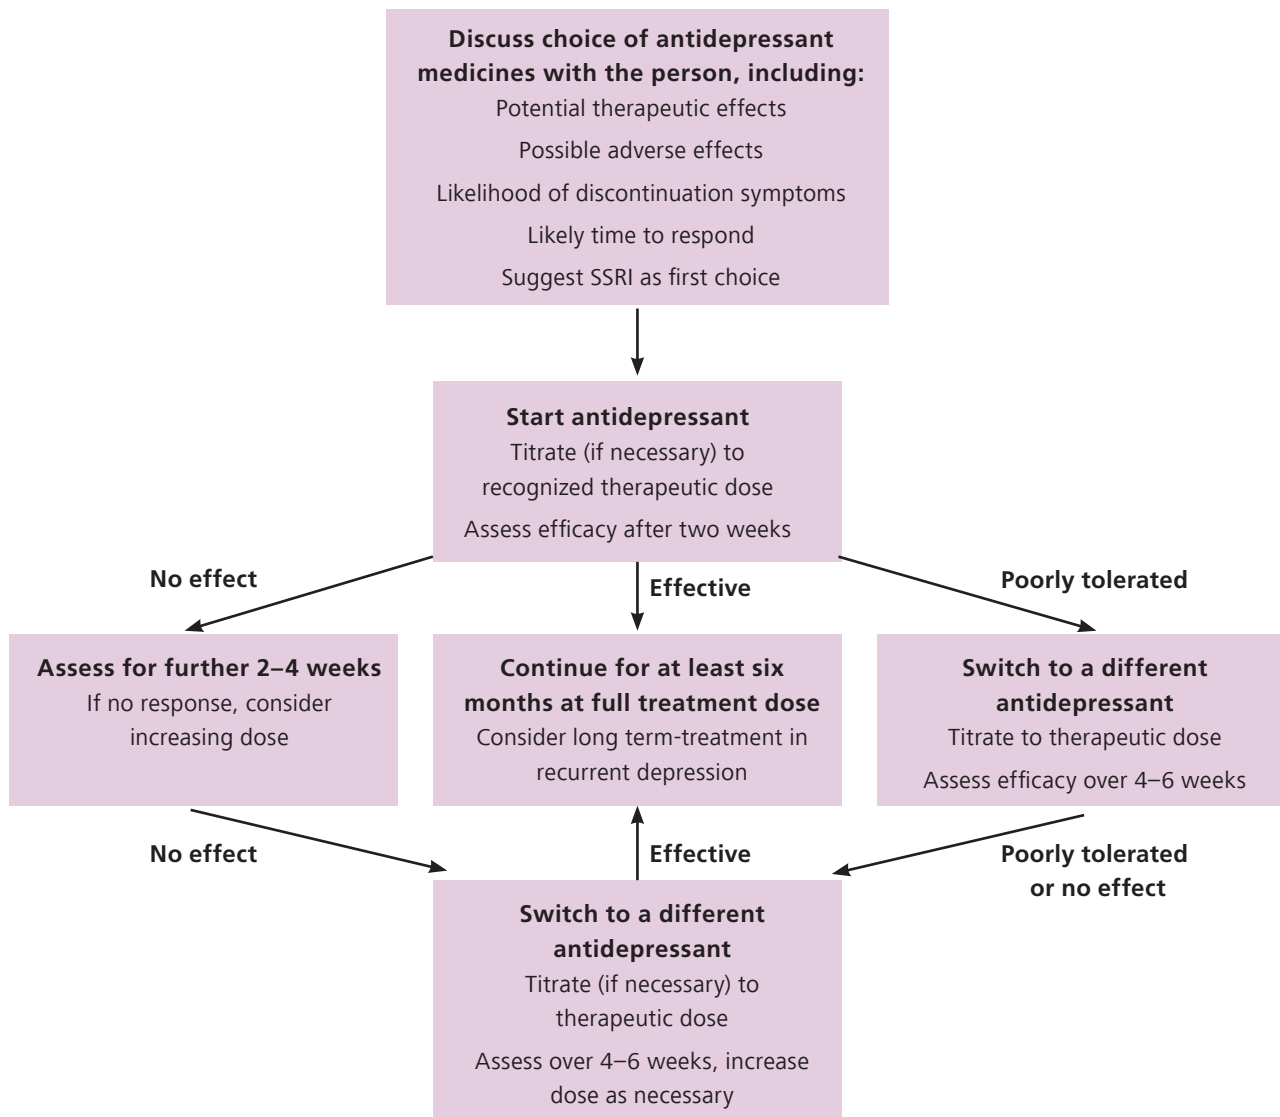 Discuss choice of antidepressant
medicines with the person, including:
Potential therapeutic effects
Possible adverse effects
Likelihood of discontinuation symptoms
Likely time to respond
Suggest SSRI as first choice
Start antidepressant
Titrate (if necessary) to
recognized therapeutic dose
Assess efficacy after two weeks
No effect
Effective
Poorly tolerated
Assess for further 2–4 weeks
If no response, consider
increasing dose
Continue for at least six
months at full treatment dose
Consider long term-treatment in
recurrent depression
Switch to a different
antidepressant
Titrate to therapeutic dose
Assess efficacy over 4–6 weeks
No effect
Effective
Poorly tolerated
or no effect
Switch to a different
antidepressant
Titrate (if necessary) to
therapeutic dose
Assess over 4–6 weeks, increase
dose as necessary